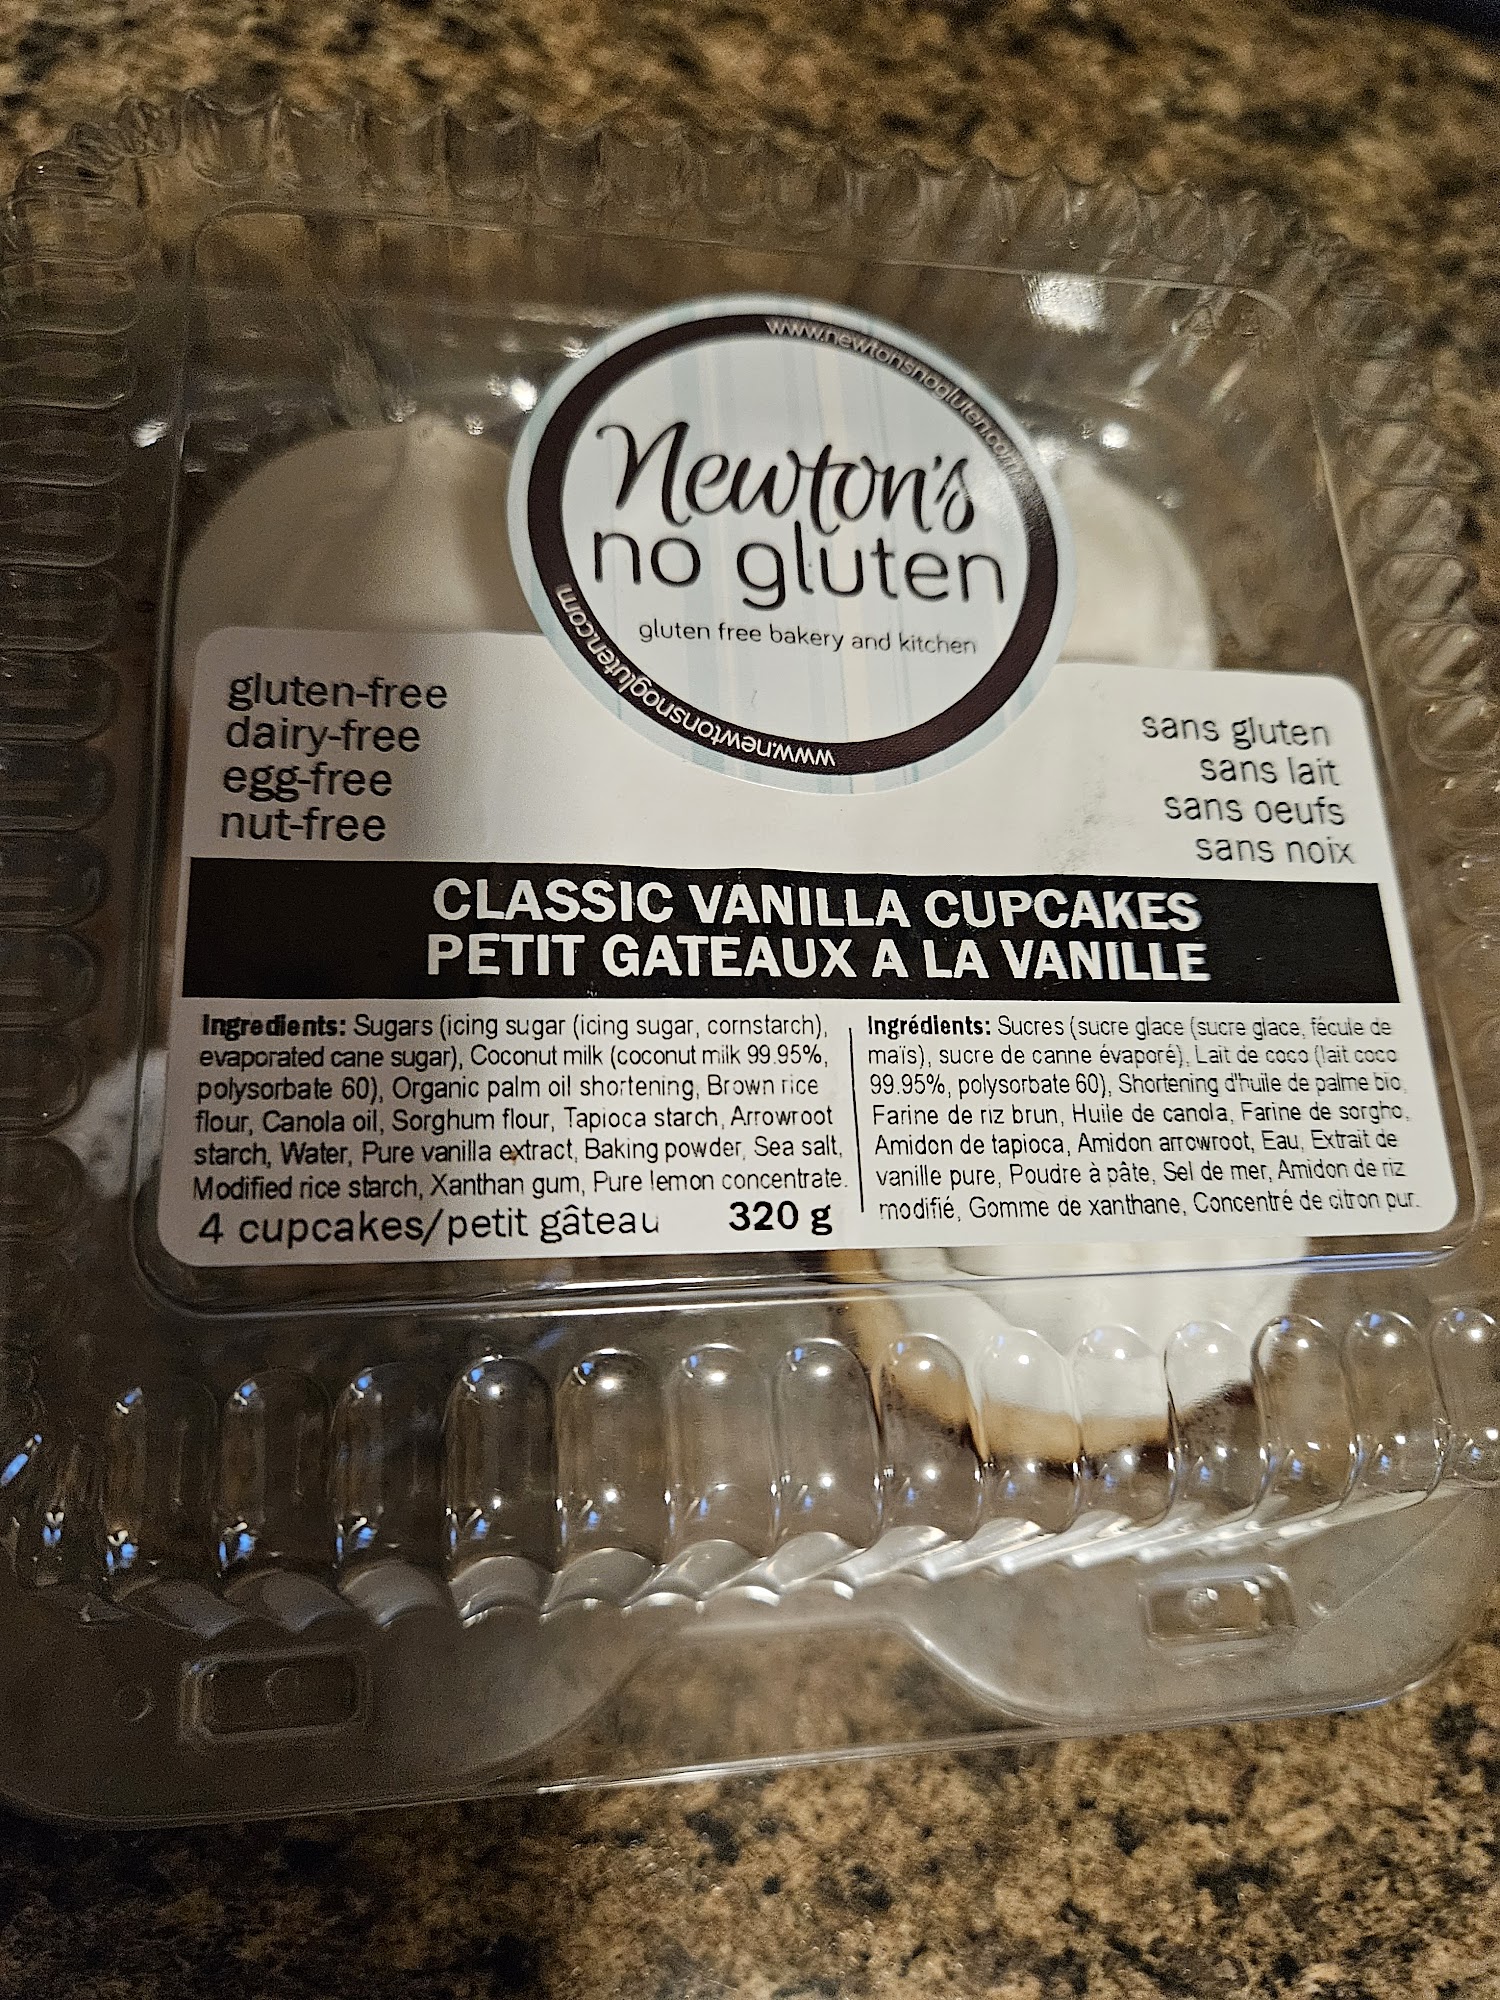 www.newtonsnogluten.com
Newton's
no gluten
gluten free bakery and kitchen
www.newtonsnogluten.com
gluten-free
dairy-free
egg-free
nut-free
sans gluten
sans lait
sans oeufs
sans noix
CLASSIC VANILLA CUPCAKES
PETIT GATEAUX A LA VANILLE
Ingredients: Sugars (icing sugar (icing sugar, cornstarch),
evaporated cane sugar), Coconut milk (coconut milk 99.95%,
polysorbate 60), Organic palm oil shortening, Brown rice
flour, Canola oil, Sorghum flour, Tapioca starch, Arrowroot
starch, Water, Pure vanilla extract, Baking powder, Sea salt,
Modified rice starch, Xanthan gum, Pure lemon concentrate.
4 cupcakes/petit gâteau 320 g
Ingrédients: Sucres (sucre glace (sucre glace, fécule de
maïs), sucre de canne évaporé), Lait de coco (lait coco
99.95%, polysorbate 60), Shortening d'huile de palme bio,
Farine de riz brun, Huile de canola, Farine de sorgho,
Amidon de tapioca, Amidon arrowroot, Eau, Extrait de
vanille pure, Poudre à pâte, Sel de mer, Amidon de riz
modifié, Gomme de xanthane, Concentré de citron pur.